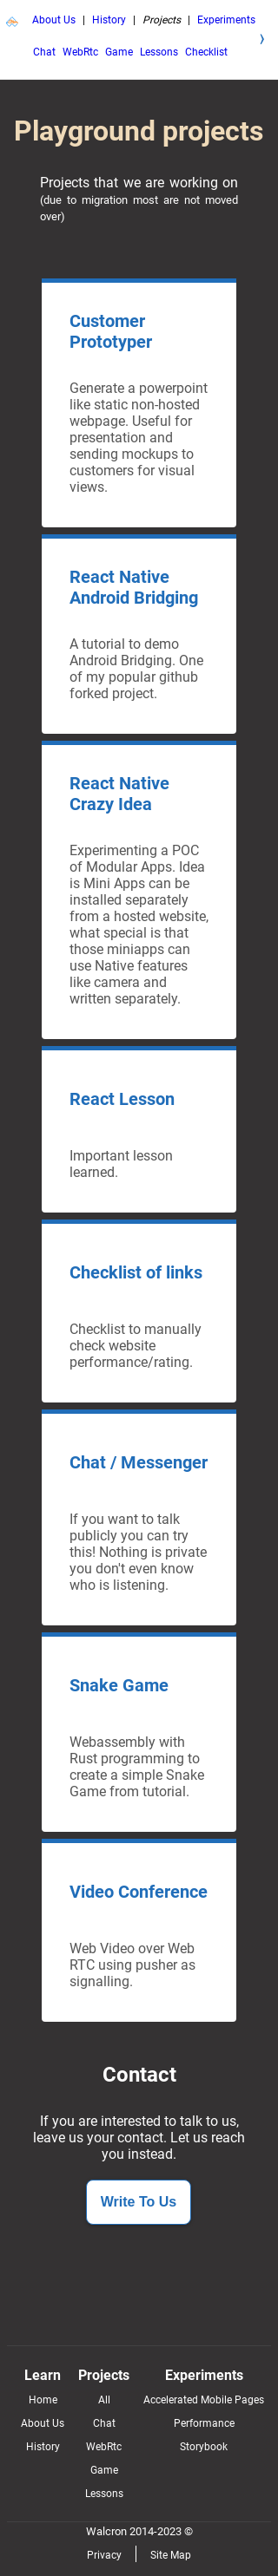 About Us | History | Projects | Experiments
Chat WebRtc Game Lessons Checklist
Playground projects
Projects that we are working on
(due to migration most are not moved
over)
Customer
Prototyper
Generate a powerpoint
like static non-hosted
webpage. Useful for
presentation and
sending mockups to
customers for visual
views.
React Native
Android Bridging
A tutorial to demo
Android Bridging. One
of my popular github
forked project.
React Native
Crazy Idea
Experimenting a POC
of Modular Apps. Idea
is Mini Apps can be
installed separately
from a hosted website,
what special is that
those miniapps can
use Native features
like camera and
written separately.
React Lesson
Important lesson
learned.
Checklist of links
Checklist to manually
check website
performance/rating.
Chat / Messenger
If you want to talk
publicly you can try
this! Nothing is private
you don't even know
who is listening.
Snake Game
Webassembly with
Rust programming to
create a simple Snake
Game from tutorial.
Video Conference
Web Video over Web
RTC using pusher as
signalling.
Contact
If you are interested to talk to us,
leave us your contact. Let us reach
you instead.
Write To Us
Learn
Home
About Us
History
Projects
All
Chat
WebRtc
Game
Lessons
Experiments
Accelerated Mobile Pages
Performance
Storybook
Walcron 2014-2023 ©
Privacy | Site Map